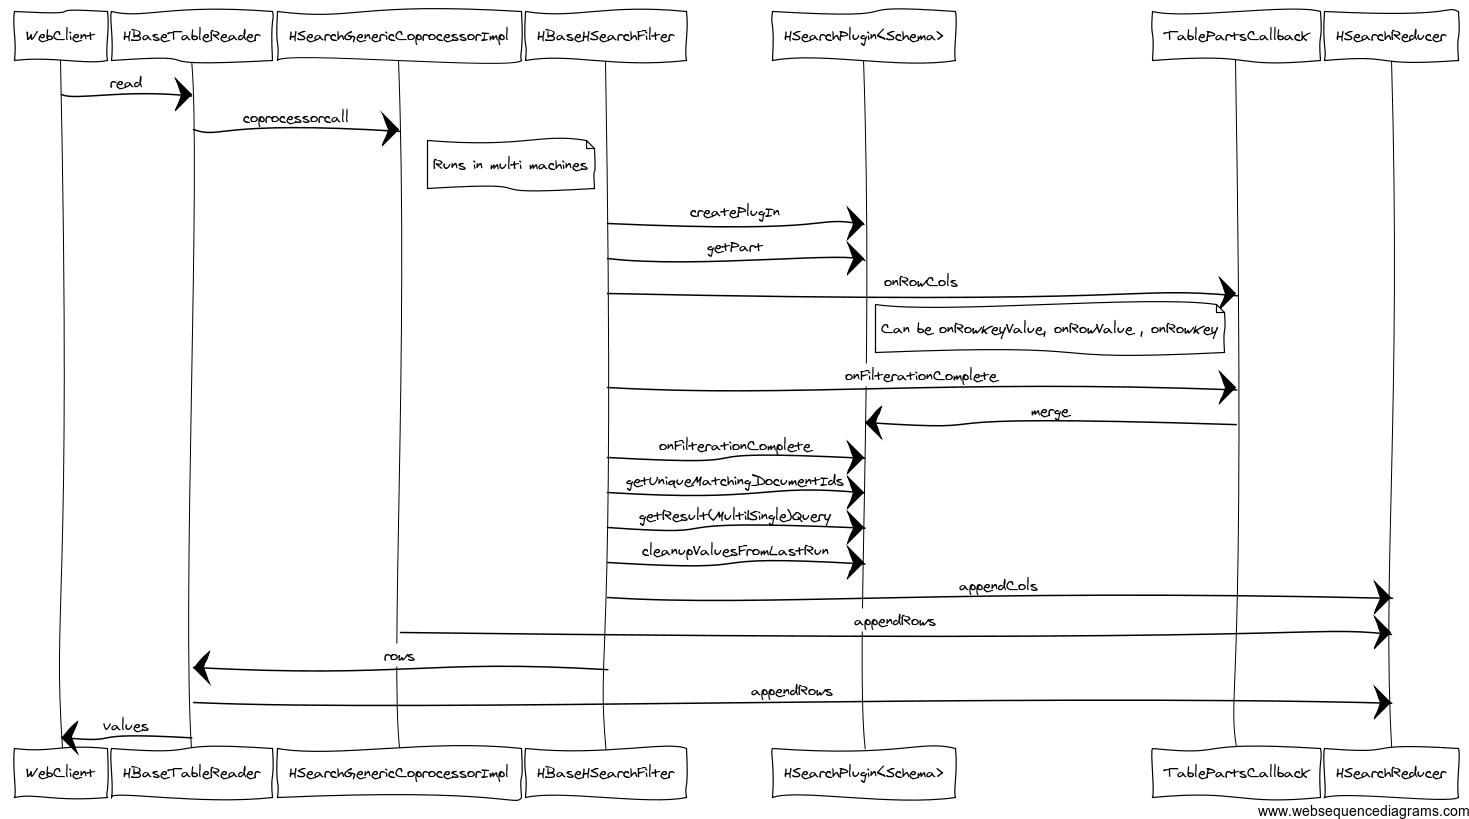 WebClient
HBaseTableReader
HSearchGenericCoprocessorImpl
HBaseHSearchFilter
HSearchPlugin<Schema>
TablePartsCallback
HSearchReducer
read
coprocessorcall
Runs in multi machines
createPlugIn
getPart
onRowCols
Can be onRowKeyValue, onRowValue , onRowKey
onFilterationComplete
merge
onFilterationComplete
getUniqueMatchingDocumentIds
getResult(Multi|Single)Query
cleanupValuesFromLastRun
appendCols
appendRows
rows
appendRows
values
WebClient
HBaseTableReader
HSearchGenericCoprocessorImpl
HBaseHSearchFilter
HSearchPlugin<Schema>
TablePartsCallback
HSearchReducer
www.websequencediagrams.com